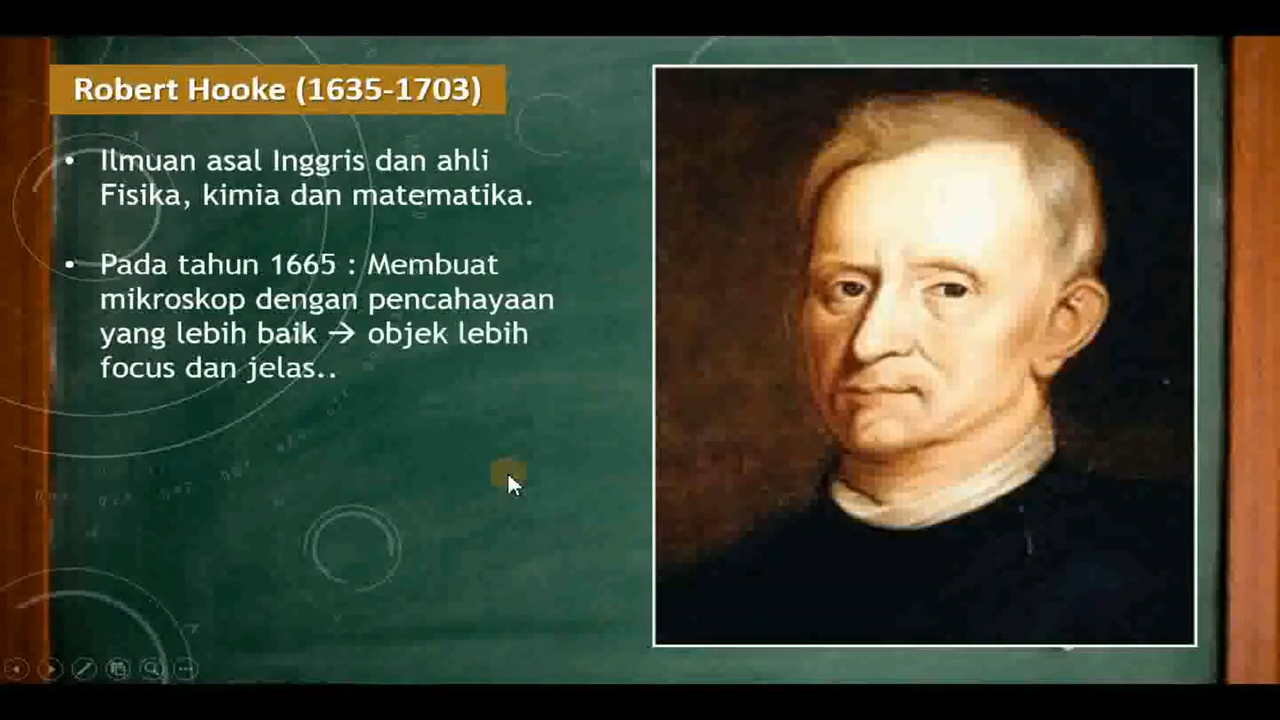 Robert Hooke (1635-1703)
• Ilmuan asal Inggris dan ahli
Fisika, kimia dan matematika.
• Pada tahun 1665 : Membuat
mikroskop dengan pencahayaan
yang lebih baik → objek lebih
focus dan jelas..